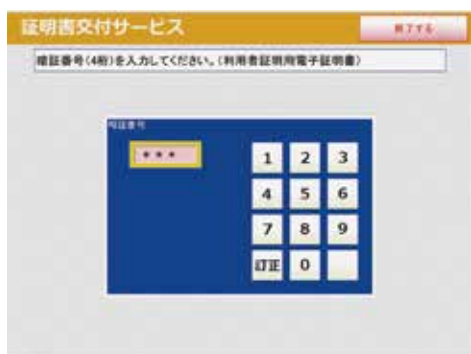 証明書交付サービス
終了する
暗証番号(4桁)を入力してください。(利用者証明用電子証明書)
暗証番号
* * *
1 2 3
4 5 6
7 8 9
訂正 0